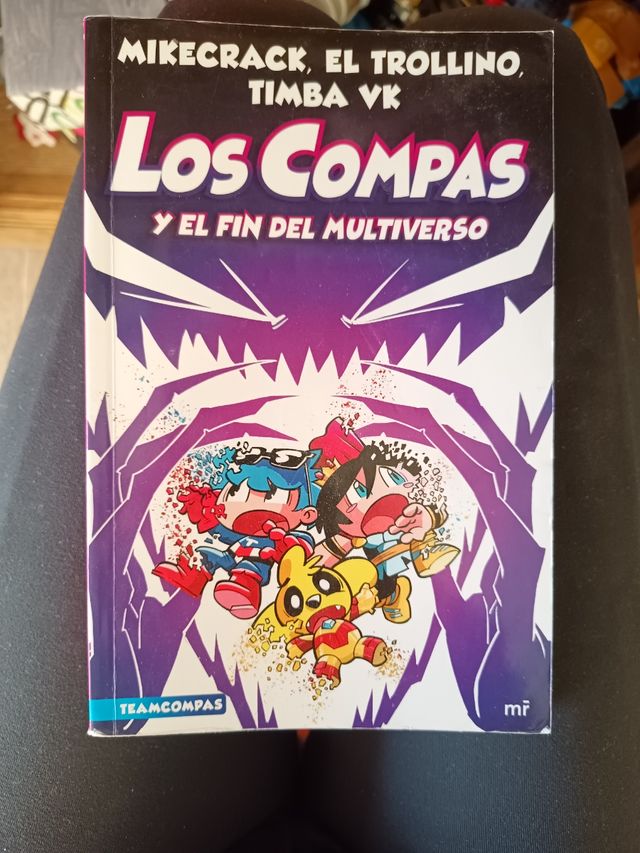 MIKECRACK, EL TROLLINO,
TIMBA VK
LOS COMPAS
Y EL FIN DEL MULTIVERSO
T
TEAMCOMPAS
mr